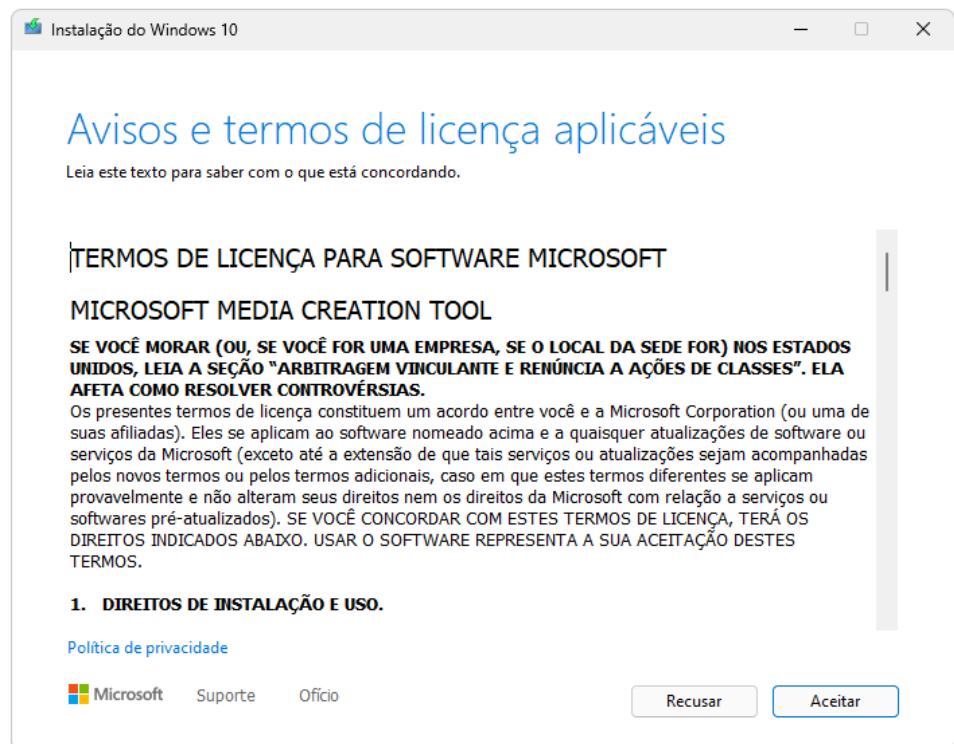 Instalação do Windows 10
Avisos e termos de licença aplicáveis
Leia este texto para saber com o que está concordando.
TERMOS DE LICENÇA PARA SOFTWARE MICROSOFT
MICROSOFT MEDIA CREATION TOOL
SE VOCÊ MORAR (OU, SE VOCÊ FOR UMA EMPRESA, SE O LOCAL DA SEDE FOR) NOS ESTADOS
UNIDOS, LEIA A SEÇÃO “ARBITRAGEM VINCULANTE E RENÚNCIA A AÇÕES DE CLASSES”. ELA
AFETA COMO RESOLVER CONTROVÉRSIAS.
Os presentes termos de licença constituem um acordo entre você e a Microsoft Corporation (ou uma de
suas afiliadas). Eles se aplicam ao software nomeado acima e a quaisquer atualizações de software ou
serviços da Microsoft (exceto até a extensão de que tais serviços ou atualizações sejam acompanhadas
pelos novos termos ou pelos termos adicionais, caso em que estes termos diferentes se aplicam
provavelmente e não alteram seus direitos nem os direitos da Microsoft com relação a serviços ou
softwares pré-atualizados). SE VOCÊ CONCORDAR COM ESTES TERMOS DE LICENÇA, TERÁ OS
DIREITOS INDICADOS ABAIXO. USAR O SOFTWARE REPRESENTA A SUA ACEITAÇÃO DESTES
TERMOS.
1. DIREITOS DE INSTALAÇÃO E USO.
Política de privacidade
Microsoft Suporte Ofício Recusar Aceitar